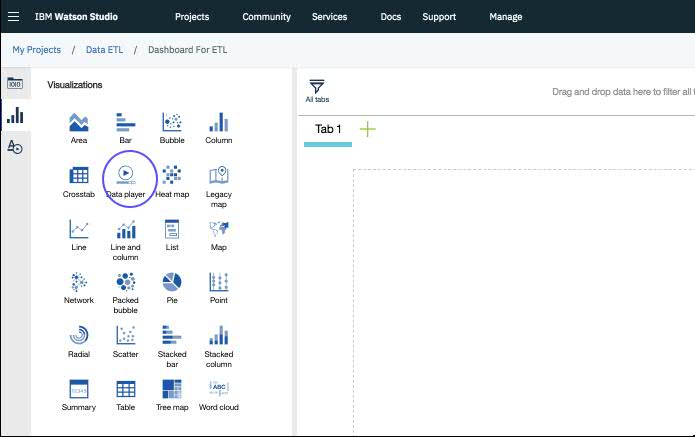 IBM Watson Studio Projects Community Services Docs Support Manage
My Projects / Data ETL / Dashboard For ETL
Visualizations
All tabs
Drag and drop data here to filter all
Tab 1
Area Bar Bubble Column
Crosstab Data player Heat map Legacy
map
Line Line and List Map
column
Network Packed Pie Point
bubble
Radial Scatter Stacked Stacked
bar column
Summary Table Tree map Word cloud
ABC